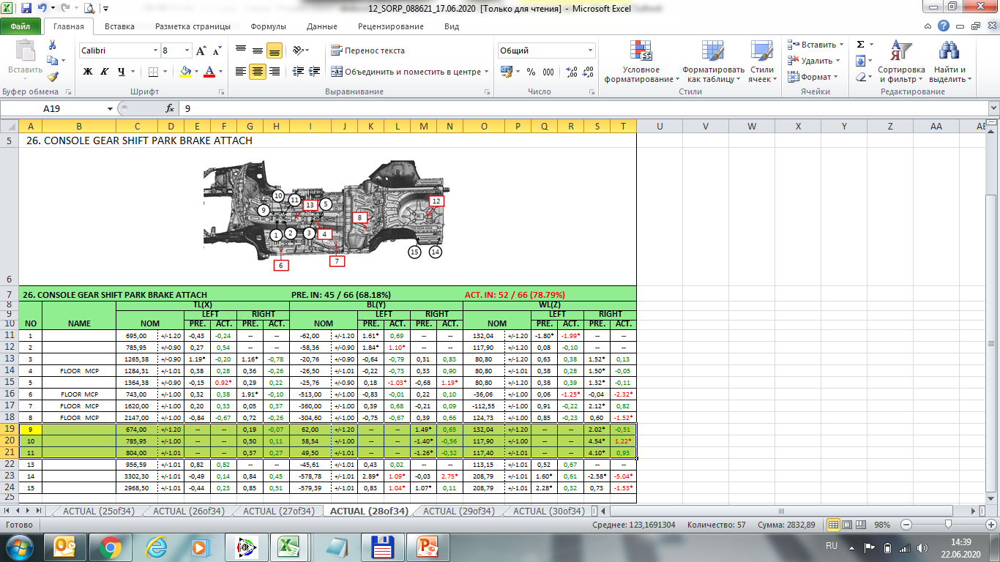 12_SORP_088621_17.06.2020 [Только для чтения] - Microsoft Excel
Файл Главная Вставка Разметка страницы Формулы Данные Рецензирование Вид
Вставить Calibri 8 Перенос текста Общий Условное форматирование Форматировать как таблицу Стили ячеек Вставить Удалить Формат Сортировка и фильтр Найти и выделить
Ж К Ч Объединить и поместить в центре % 000
Буфер обмена Шрифт Выравнивание Число Стили Ячейки Редактирование
A19 fx 9
A B C D E F G H I J K L M N O P Q R S T U V W X Y Z AA
5 26. CONSOLE GEAR SHIFT PARK BRAKE ATTACH
10 11 13 5 12
9 8
1 2 3 4
15 14
6 7
6
7 26. CONSOLE GEAR SHIFT PARK BRAKE ATTACH PRE. IN: 45 / 66 (68.18%) ACT. IN: 52 / 66 (78.79%)
8 TL(X) BL(Y) WL(Z)
9 LEFT RIGHT LEFT RIGHT LEFT RIGHT
10 NO NAME NOM PRE. ACT. PRE. ACT. NOM PRE. ACT. PRE. ACT. NOM PRE. ACT. PRE. ACT.
11 1 695,00 +/-1.20 -0,43 -0,24 -- -- -62,00 +/-1.20 1.61* 0,69 -- -- 132,04 +/-1.20 -1.80* -1.99* -- --
12 2 785,95 +/-0.90 0,27 0,54 -- -- -58,36 +/-0.90 1.84* 1.10* -- -- 117,90 +/-1.20 0,08 -0,10 -- --
13 3 1265,38 +/-0.90 1.19* -0,20 1.16* -0,78 -20,76 +/-0.90 -0,64 -0,79 0,31 0,83 80,80 +/-1.20 0,63 0,38 1.52* 0,13
14 4 FLOOR MCP 1284,31 +/-1.01 0,38 0,28 0,36 -0,26 -26,50 +/-1.01 -0,22 -0,73 0,33 0,90 80,80 +/-1.01 0,38 0,28 1.50* -0,05
15 5 1364,38 +/-0.90 -0,15 0.92* 0,29 0,22 -25,76 +/-0.90 0,18 -1.03* -0,68 1.19* 80,80 +/-1.20 0,38 0,39 1.32* -0,11
16 6 FLOOR MCP 743,00 +/-1.00 0,32 0,38 1.91* -0,10 -513,00 +/-1.00 -0,83 -0,01 0,22 0,10 -36,06 +/-1.00 0,06 -1.25* -0,04 -2.32*
17 7 FLOOR MCP 1620,00 +/-1.00 0,20 0,33 0,05 0,37 -360,00 +/-1.00 0,39 0,68 -0,21 0,09 -112,55 +/-1.00 0,91 -0,22 2.12* 0,82
18 8 FLOOR MCP 2147,00 +/-1.00 -0,84 -0,67 0,72 -0,26 -304,60 +/-1.00 -0,75 -0,67 0,39 0,66 124,73 +/-1.00 0,85 -0,23 0,60 -1.52*
19 9 674,00 +/-1.20 -- -- 0,19 -0,07 62,00 +/-1.20 -- -- 1.49* 0,65 132,04 +/-1.20 -- -- 2.02* -0,51
20 10 785,95 +/-1.00 -- -- 0,50 0,11 58,54 +/-1.00 -- -- -1.40* -0,56 117,90 +/-1.00 -- -- 4.54* 1.22*
21 11 804,00 +/-1.01 -- -- 0,37 0,27 49,50 +/-1.01 -- -- -1.26* -0,32 117,40 +/-1.01 -- -- 4.10* 0,93
22 13 956,59 +/-1.01 0,82 0,82 -- -- -45,61 +/-1.01 0,43 0,02 -- -- 113,15 +/-1.01 0,52 0,67 -- --
23 14 3302,30 +/-1.01 -0,49 0,14 0,84 0,45 -578,78 +/-1.01 2.89* 1.09* -0,03 2.75* 208,79 +/-1.01 1.60* 0,61 -2.58* -5.04*
24 15 2968,50 +/-1.01 -0,44 0,23 0,85 0,51 -579,39 +/-1.01 0,83 1.04* 1.07* 0,11 208,79 +/-1.01 2.28* 0,32 0,73 -1.53*
25
ACTUAL (25of34) ACTUAL (26of34) ACTUAL (27of34) ACTUAL (28of34) ACTUAL (29of34) ACTUAL (30of34)
Готово Среднее: 123,1691304 Количество: 57 Сумма: 2832,89 98%
RU 14:39
22.06.2020